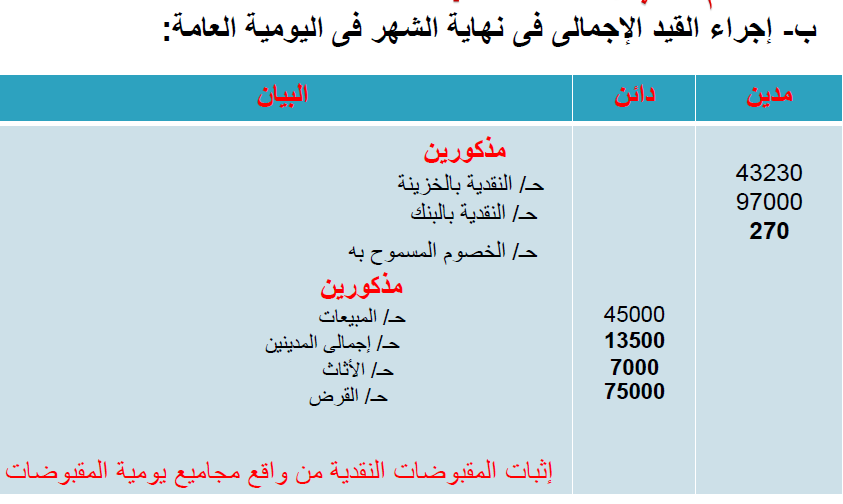 ب- إجراء القيد الإجمالى فى نهاية الشهر فى اليومية العامة:
مدين دائن البيان
مذكورين
43230 حـ/ النقدية بالخزينة
97000 حـ/ النقدية بالبنك
270 حـ/ الخصوم المسموح به
مذكورين
45000 حـ/ المبيعات
13500 حـ/ إجمالى المدينين
7000 حـ/ الأثاث
75000 حـ/ القرض
إثبات المقبوضات النقدية من واقع مجاميع يومية المقبوضات